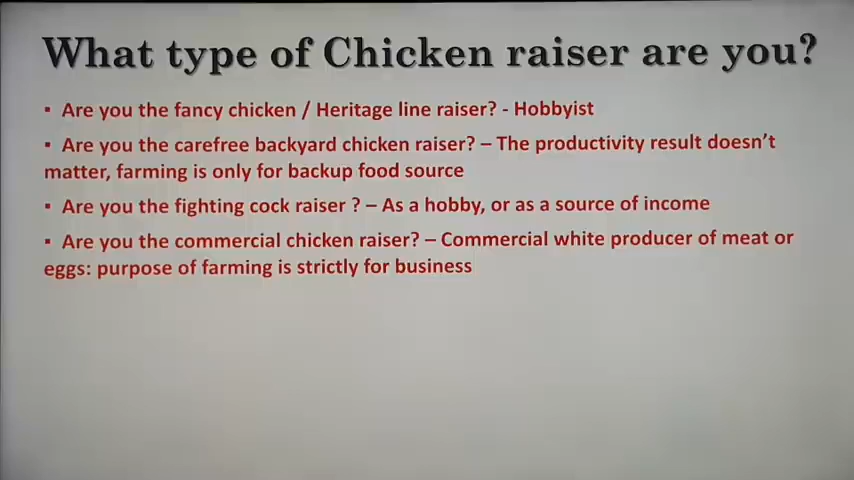 What type of Chicken raiser are you?
▪ Are you the fancy chicken / Heritage line raiser? - Hobbyist
▪ Are you the carefree backyard chicken raiser? – The productivity result doesn't
matter, farming is only for backup food source
▪ Are you the fighting cock raiser ? – As a hobby, or as a source of income
▪ Are you the commercial chicken raiser? – Commercial white producer of meat or
eggs: purpose of farming is strictly for business